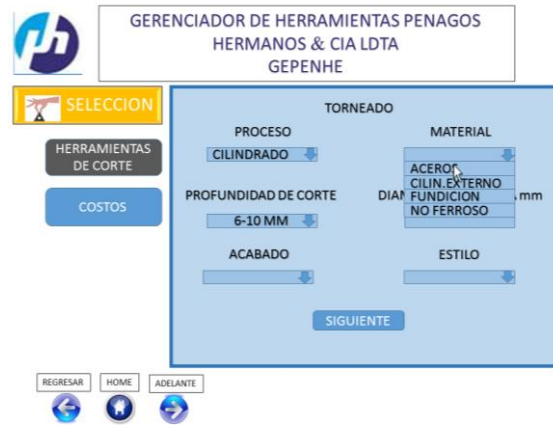 GERENCIADOR DE HERRAMIENTAS PENAGOS
HERMANOS & CIA LDTA
GEPENHE
SELECCION
HERRAMIENTAS
DE CORTE
COSTOS
TORNEADO
PROCESO
MATERIAL
CILINDRADO
ACEROS
CILIN.EXTERNO
FUNDICION
NO FERROSO
PROFUNDIDAD DE CORTE
mm
6-10 MM
ACABADO
ESTILO
SIGUIENTE
REGRESAR
HOME
ADELANTE